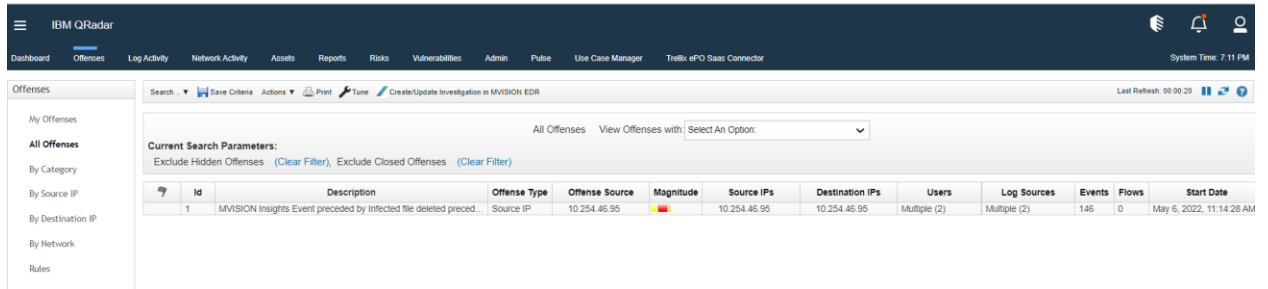 IBM QRadar
Dashboard Offenses Log Activity Network Activity Assets Reports Risks Vulnerabilities Admin Pulse Use Case Manager Trellix ePO Saas Connector System Time: 7:11 PM
Offenses
Search... Save Criteria Actions Print Tune Create/Update Investigation in MVISION EDR Last Refresh: 00:00:20
My Offenses
All Offenses
By Category
By Source IP
By Destination IP
By Network
Rules
All Offenses View Offenses with: Select An Option:
Current Search Parameters:
Exclude Hidden Offenses (Clear Filter), Exclude Closed Offenses (Clear Filter)
Id Description Offense Type Offense Source Magnitude Source IPs Destination IPs Users Log Sources Events Flows Start Date
1 MVISION Insights Event preceded by Infected file deleted preced... Source IP 10.254.46.95 10.254.46.95 10.254.46.95 Multiple (2) Multiple (2) 146 0 May 6, 2022, 11:14:28 AM